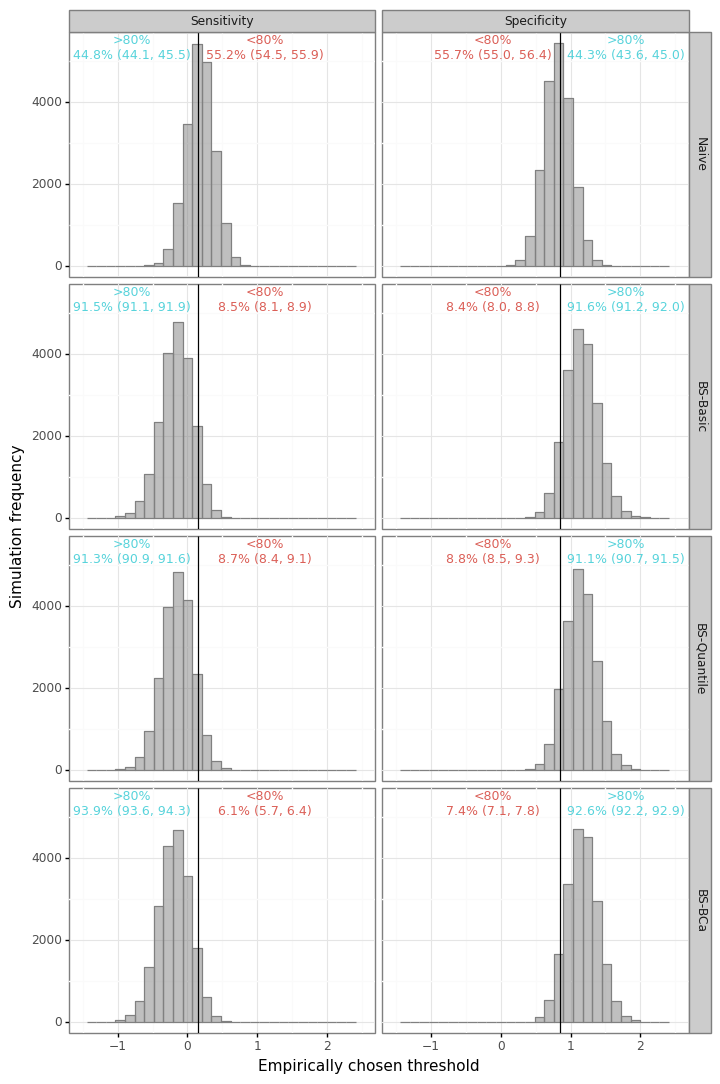 Sensitivity
Specificity
>80%
44.8% (44.1, 45.5)
<80%
55.2% (54.5, 55.9)
<80%
55.7% (55.0, 56.4)
>80%
44.3% (43.6, 45.0)
4000
2000
0
Naive
>80%
91.5% (91.1, 91.9)
<80%
8.5% (8.1, 8.9)
<80%
8.4% (8.0, 8.8)
>80%
91.6% (91.2, 92.0)
4000
2000
0
BS-Basic
Simulation frequency
>80%
91.3% (90.9, 91.6)
<80%
8.7% (8.4, 9.1)
<80%
8.8% (8.5, 9.3)
>80%
91.1% (90.7, 91.5)
4000
2000
0
BS-Quantile
>80%
93.9% (93.6, 94.3)
<80%
6.1% (5.7, 6.4)
<80%
7.4% (7.1, 7.8)
>80%
92.6% (92.2, 92.9)
4000
2000
0
BS-BCa
−1 0 1 2
−1 0 1 2
Empirically chosen threshold